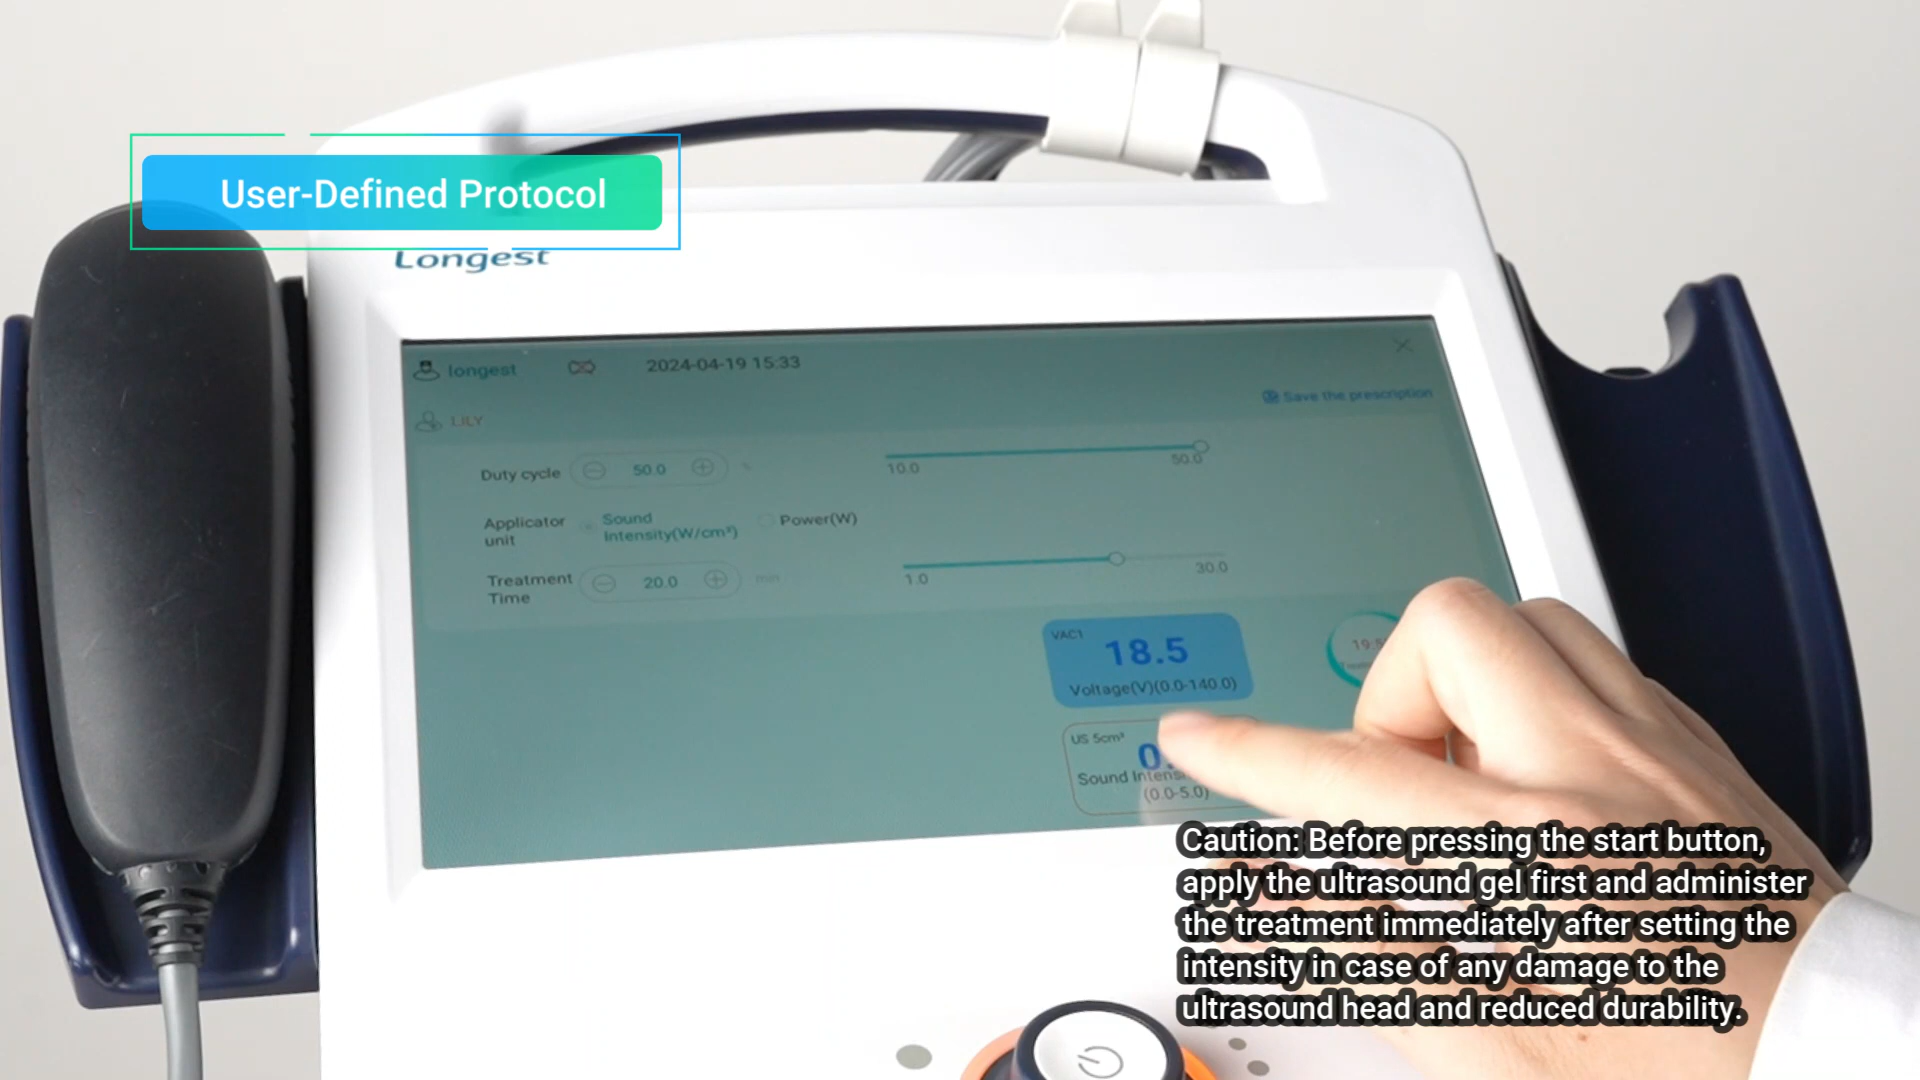 User-Defined Protocol
Longest
longest
2024-04-19 15:33
Save the prescription
LILY
Duty cycle
50.0
%
10.0
50.0
Applicator
unit
Sound
Intensity(W/cm²)
Power(W)
Treatment
Time
20.0
min
1.0
30.0
VAC1
18.5
Voltage(V)(0.0-140.0)
19:5
US 5cm²
0.
Sound
(0.0-5.0)
Caution: Before pressing the start button,
apply the ultrasound gel first and administer
the treatment immediately after setting the
intensity in case of any damage to the
ultrasound head and reduced durability.